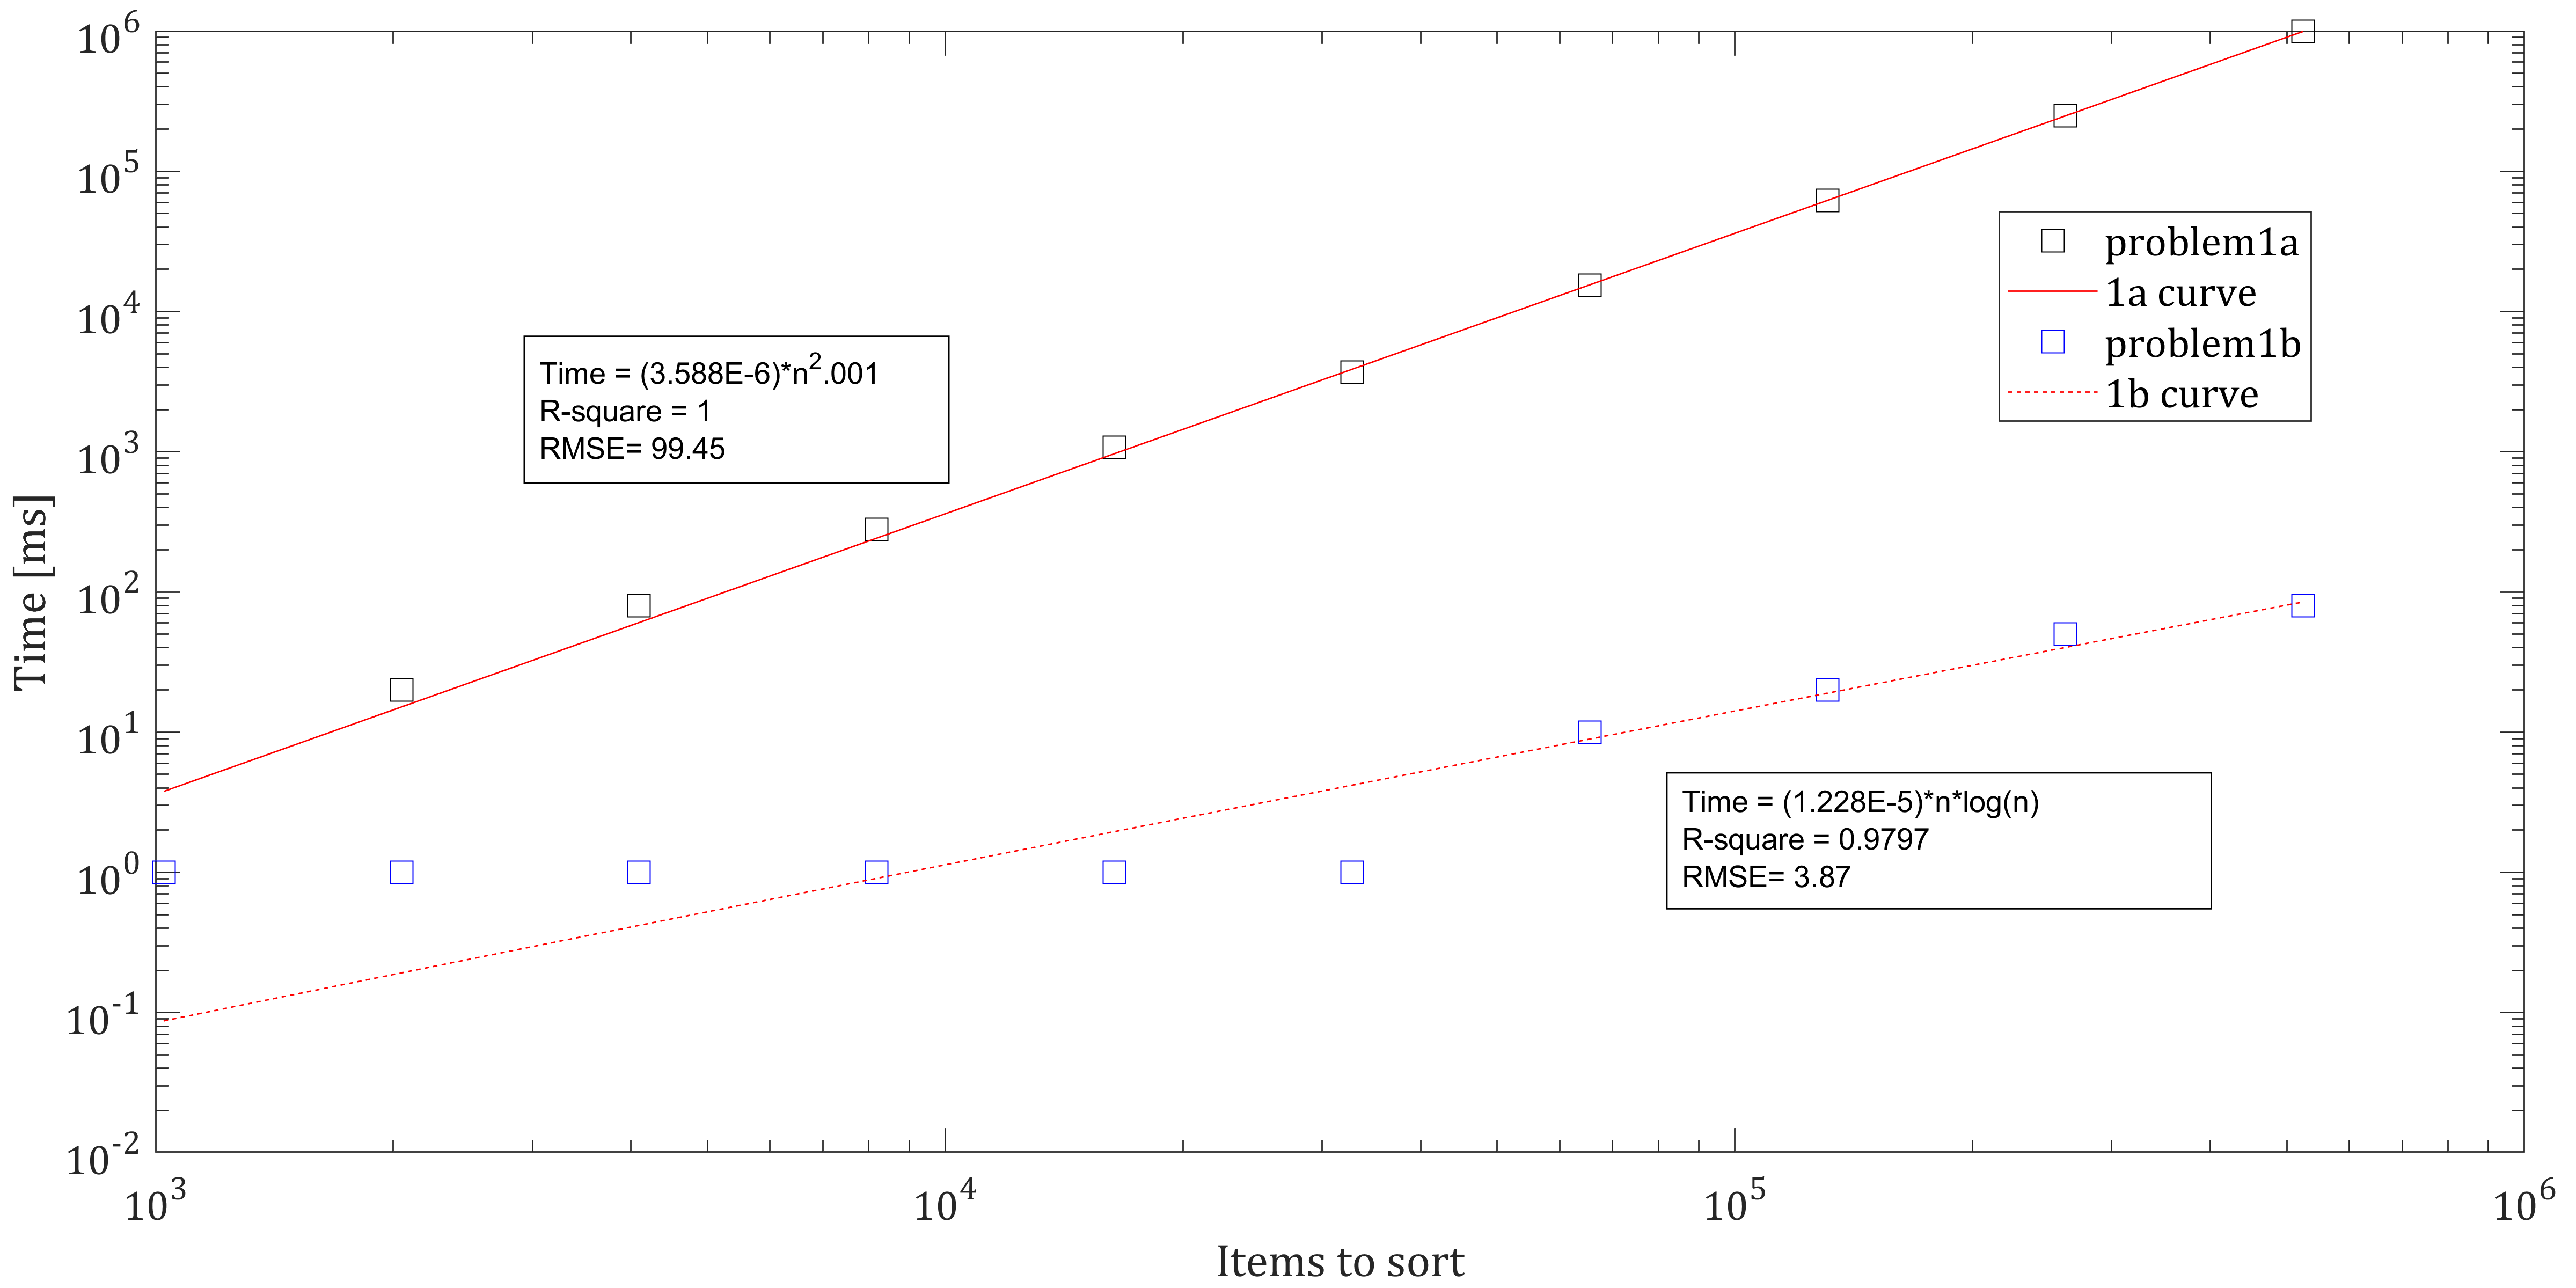 10^6
10^5
10^4
10^3
10^2
10^1
10^0
10^-1
10^-2
Time [ms]
problem1a
1a curve
problem1b
1b curve
Time = (3.588E-6)*n^2.001
R-square = 1
RMSE= 99.45
Time = (1.228E-5)*n*log(n)
R-square = 0.9797
RMSE= 3.87
10^3 10^4 10^5 10^6
Items to sort